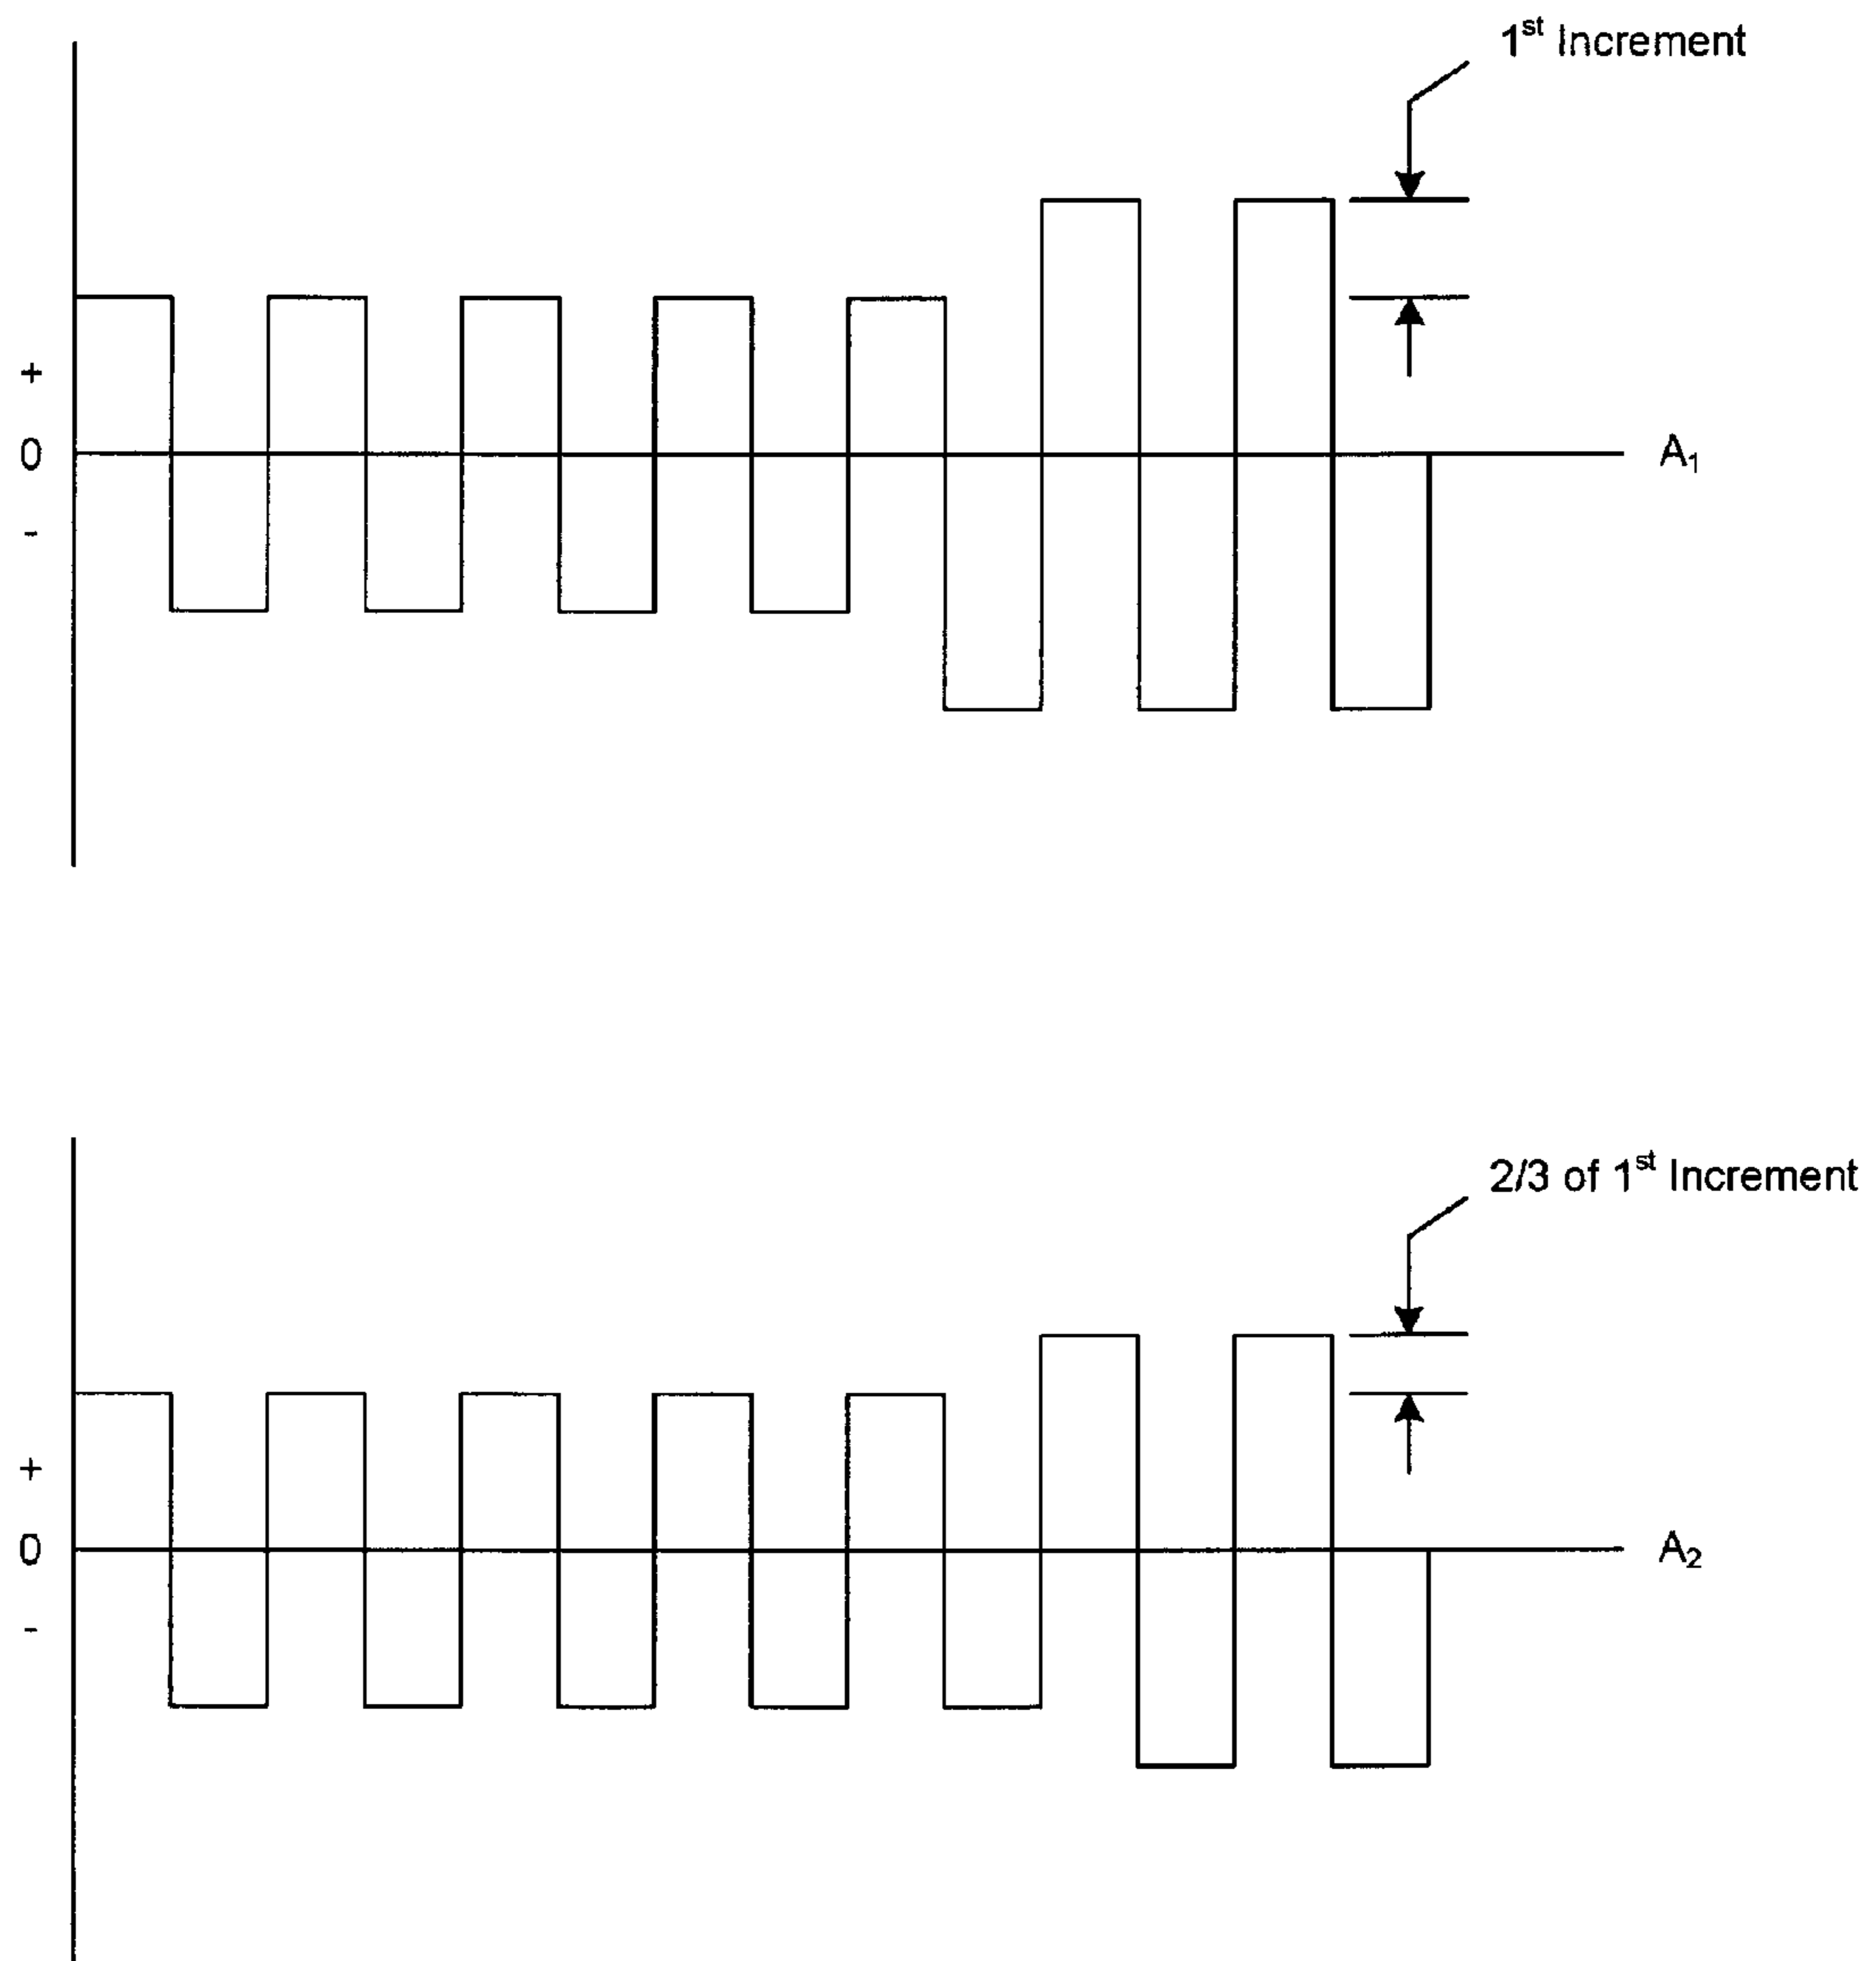 1st Increment
+
0
-
A1
2/3 of 1st Increment
+
0
-
A2